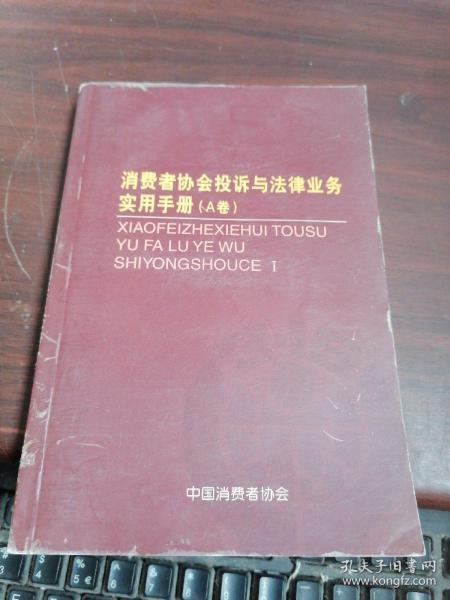 消费者协会投诉与法律业务
实用手册(A卷)
XIAOFEIZHEXIEHUI TOUSU
YU FA LU YE WU
SHIYONGSHOUCE I
中国消费者协会
孔夫子旧书网
www.kongfz.com